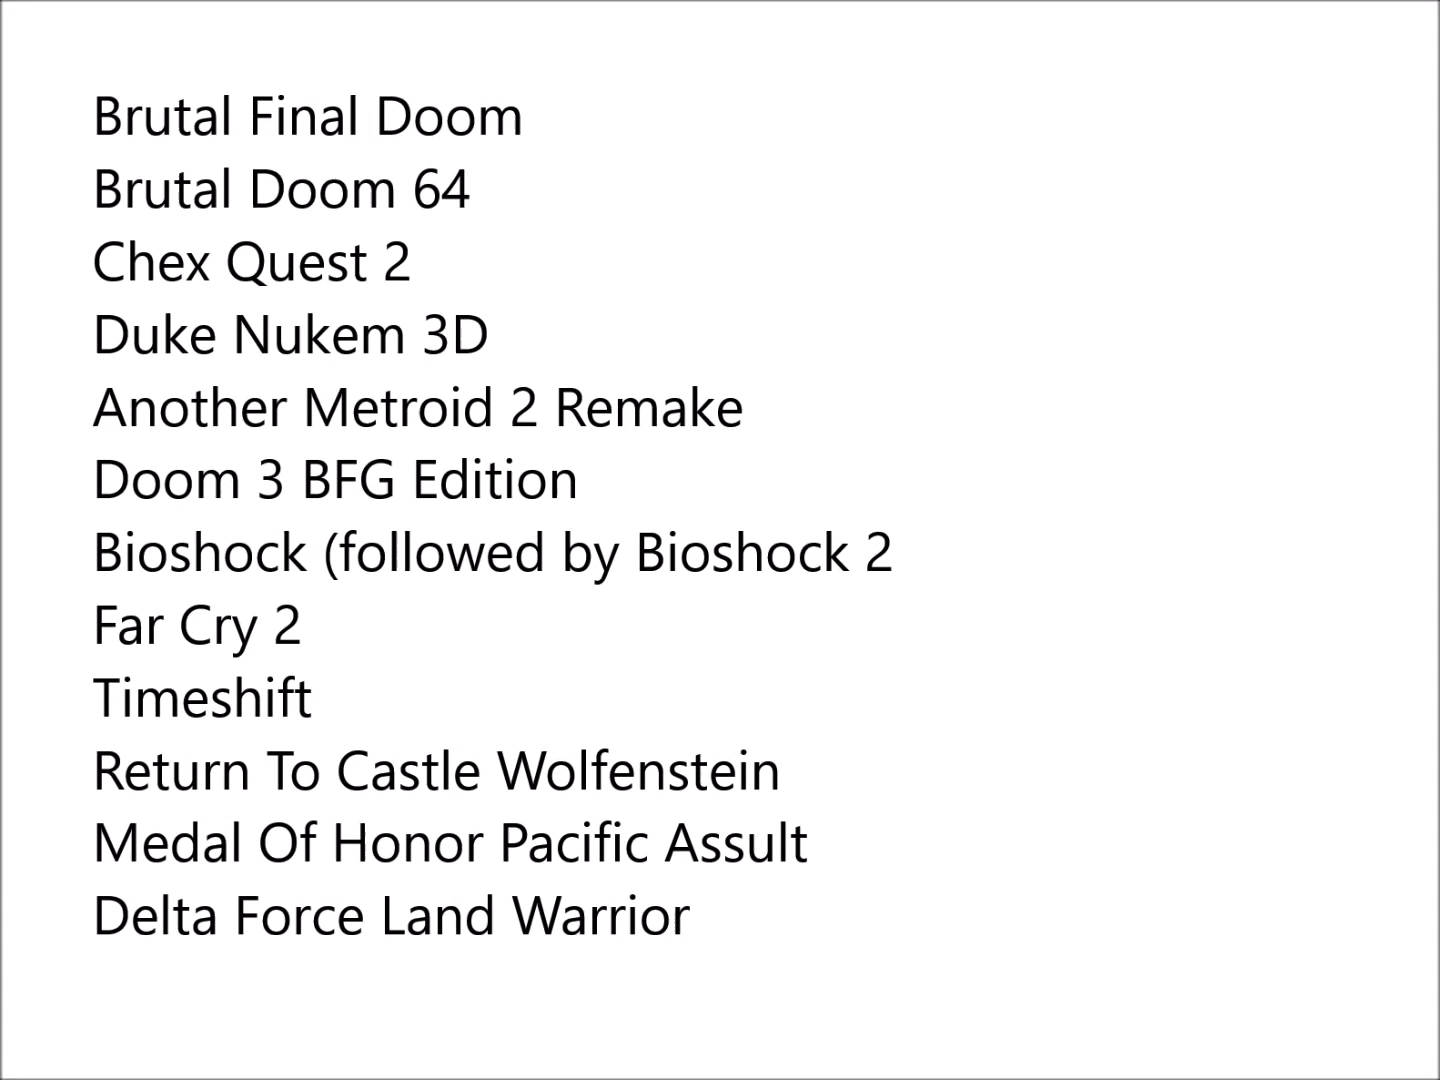 Brutal Final Doom
Brutal Doom 64
Chex Quest 2
Duke Nukem 3D
Another Metroid 2 Remake
Doom 3 BFG Edition
Bioshock (followed by Bioshock 2
Far Cry 2
Timeshift
Return To Castle Wolfenstein
Medal Of Honor Pacific Assult
Delta Force Land Warrior